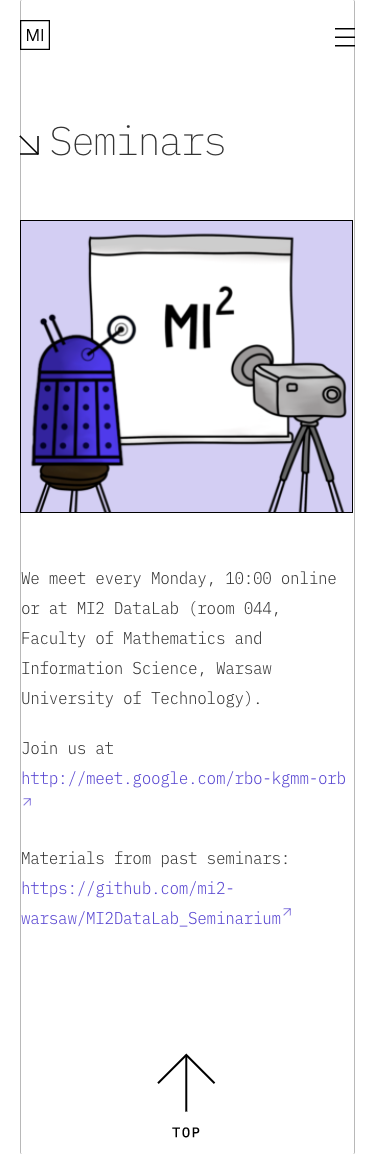 MI
Seminars
MI2
We meet every Monday, 10:00 online
or at MI2 DataLab (room 044,
Faculty of Mathematics and
Information Science, Warsaw
University of Technology).
Join us at
http://meet.google.com/rbo-kgmm-orb
Materials from past seminars:
https://github.com/mi2-
warsaw/MI2DataLab_Seminarium
TOP